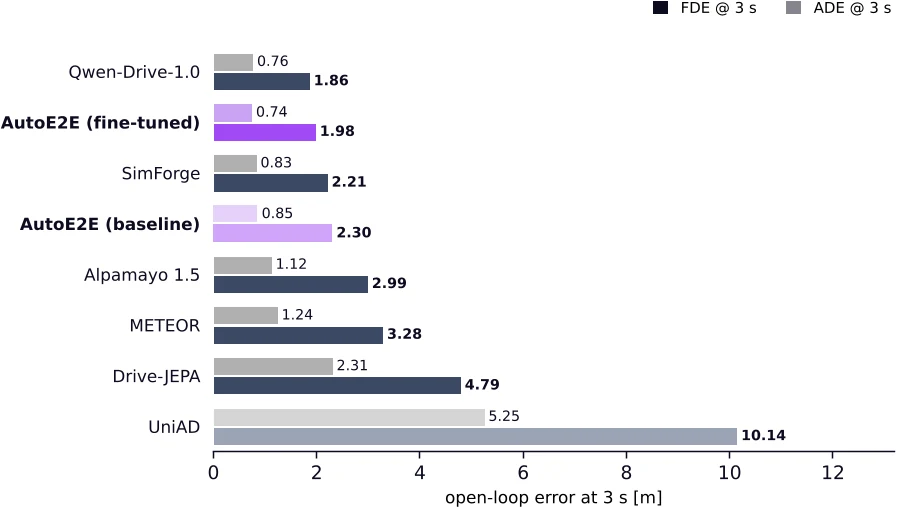 FDE @ 3 s ADE @ 3 s
Qwen-Drive-1.0 0.76
1.86
AutoE2E (fine-tuned) 0.74
1.98
SimForge 0.83
2.21
AutoE2E (baseline) 0.85
2.30
Alpamayo 1.5 1.12
2.99
METEOR 1.24
3.28
Drive-JEPA 2.31
4.79
UniAD 5.25
10.14
0 2 4 6 8 10 12
open-loop error at 3 s [m]